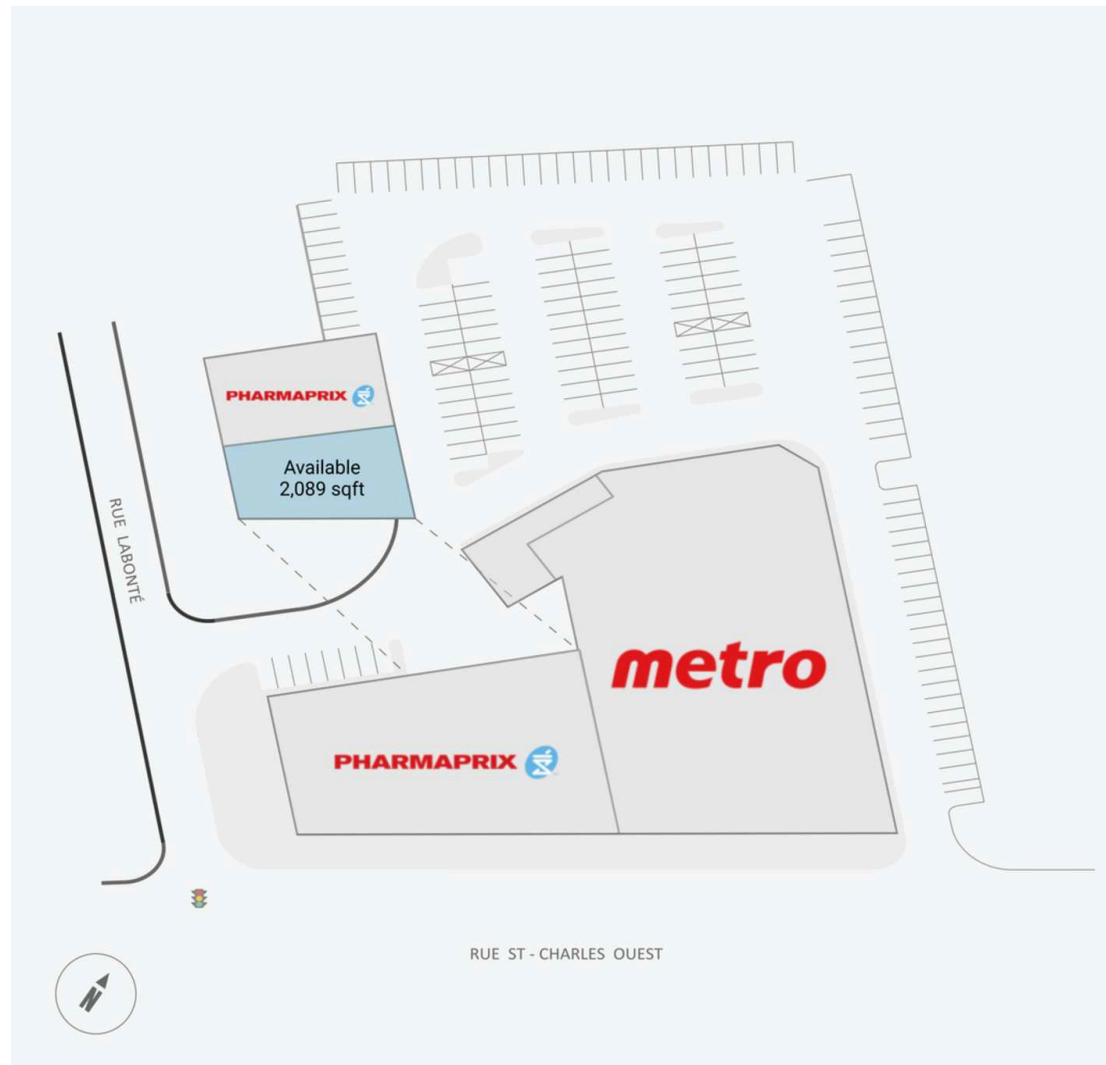 PHARMAPRIX
Available
2,089 sqft
RUE LABONTÉ
metro
PHARMAPRIX
RUE ST - CHARLES OUEST
N